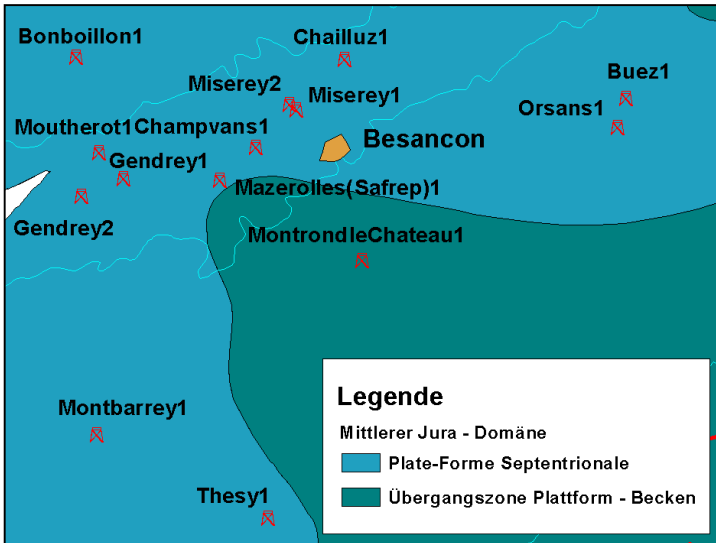 Bonboillon1
Chailluz1
Buez1
Miserey2
Miserey1
Orsans1
Moutherot1
Champvans1
Besancon
Gendrey1
Mazerolles(Safrep)1
Gendrey2
MontrondleChateau1
Montbarrey1
Thesy1
Legende
Mittlerer Jura - Domäne
Plate-Forme Septentrionale
Übergangszone Plattform - Becken